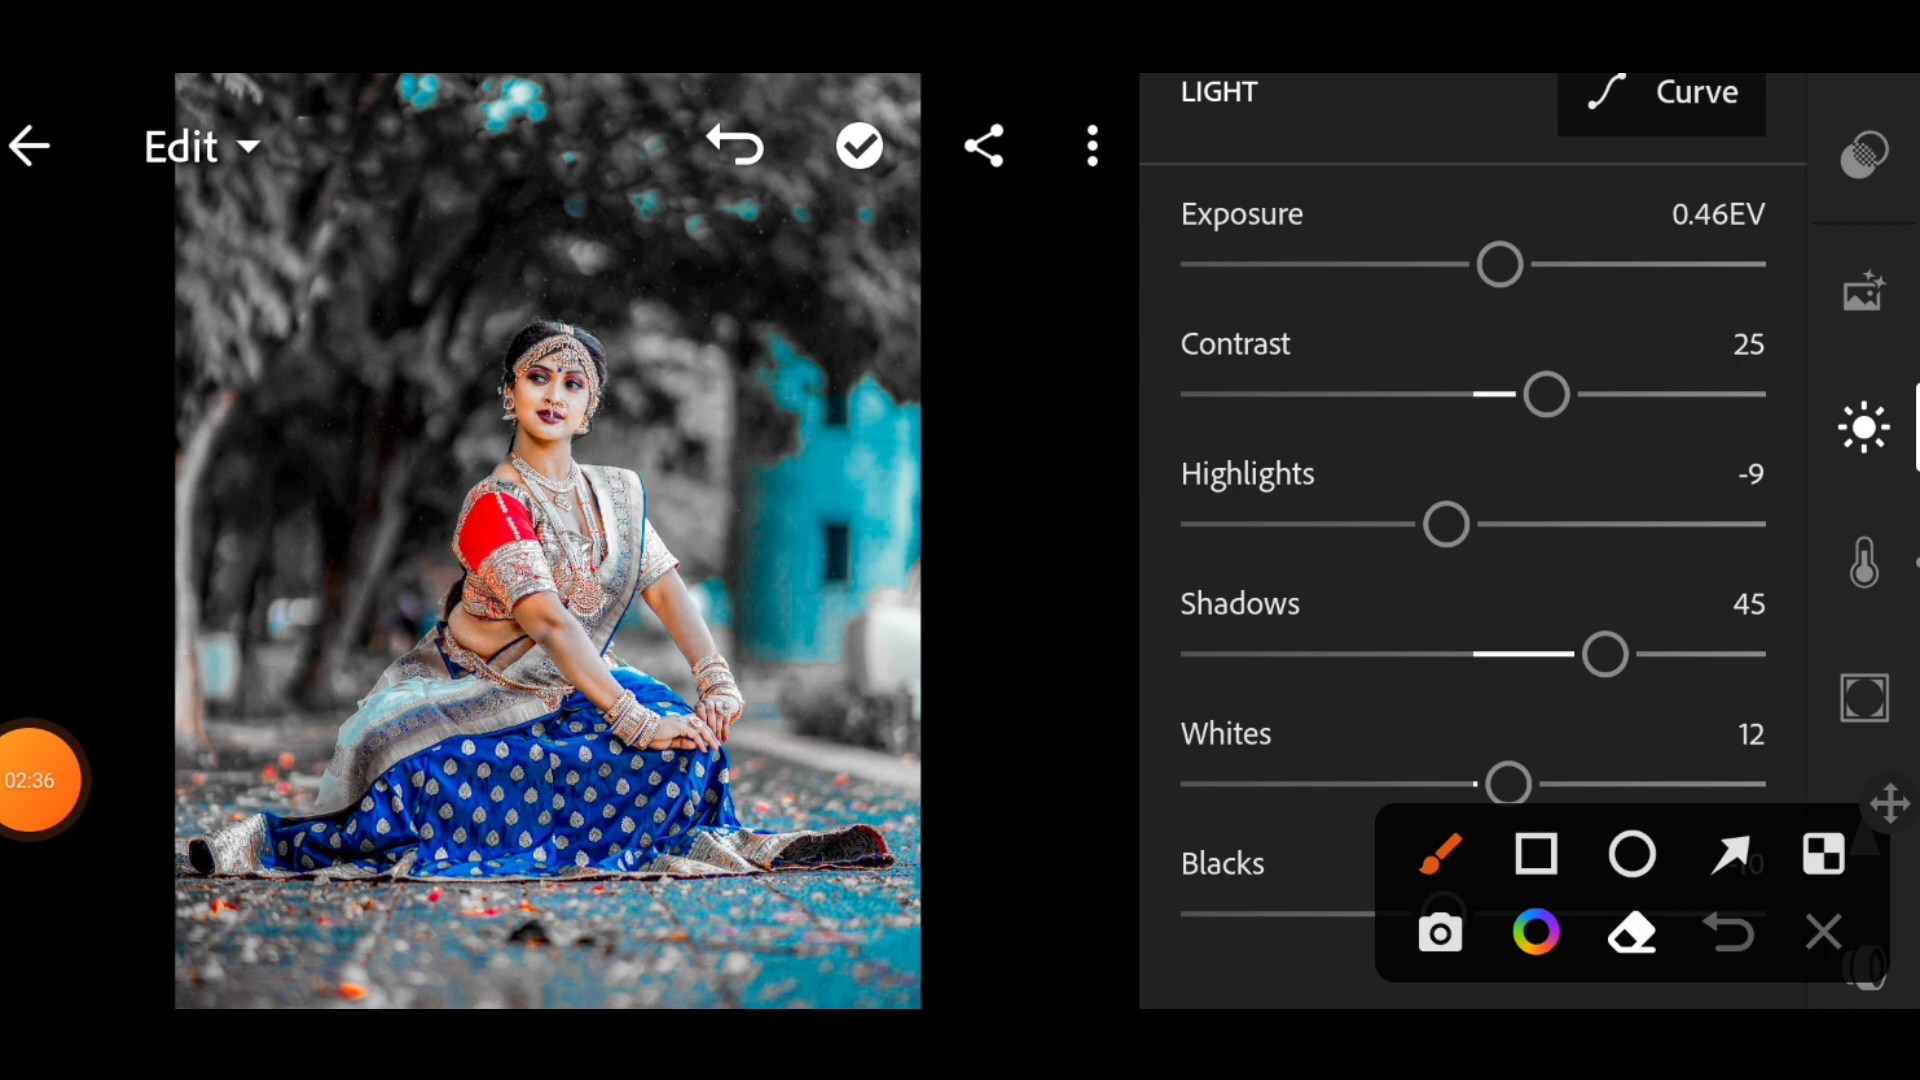 Edit
LIGHT
Curve
Exposure
0.46EV
Contrast
25
Highlights
-9
Shadows
45
Whites
12
Blacks
02:36